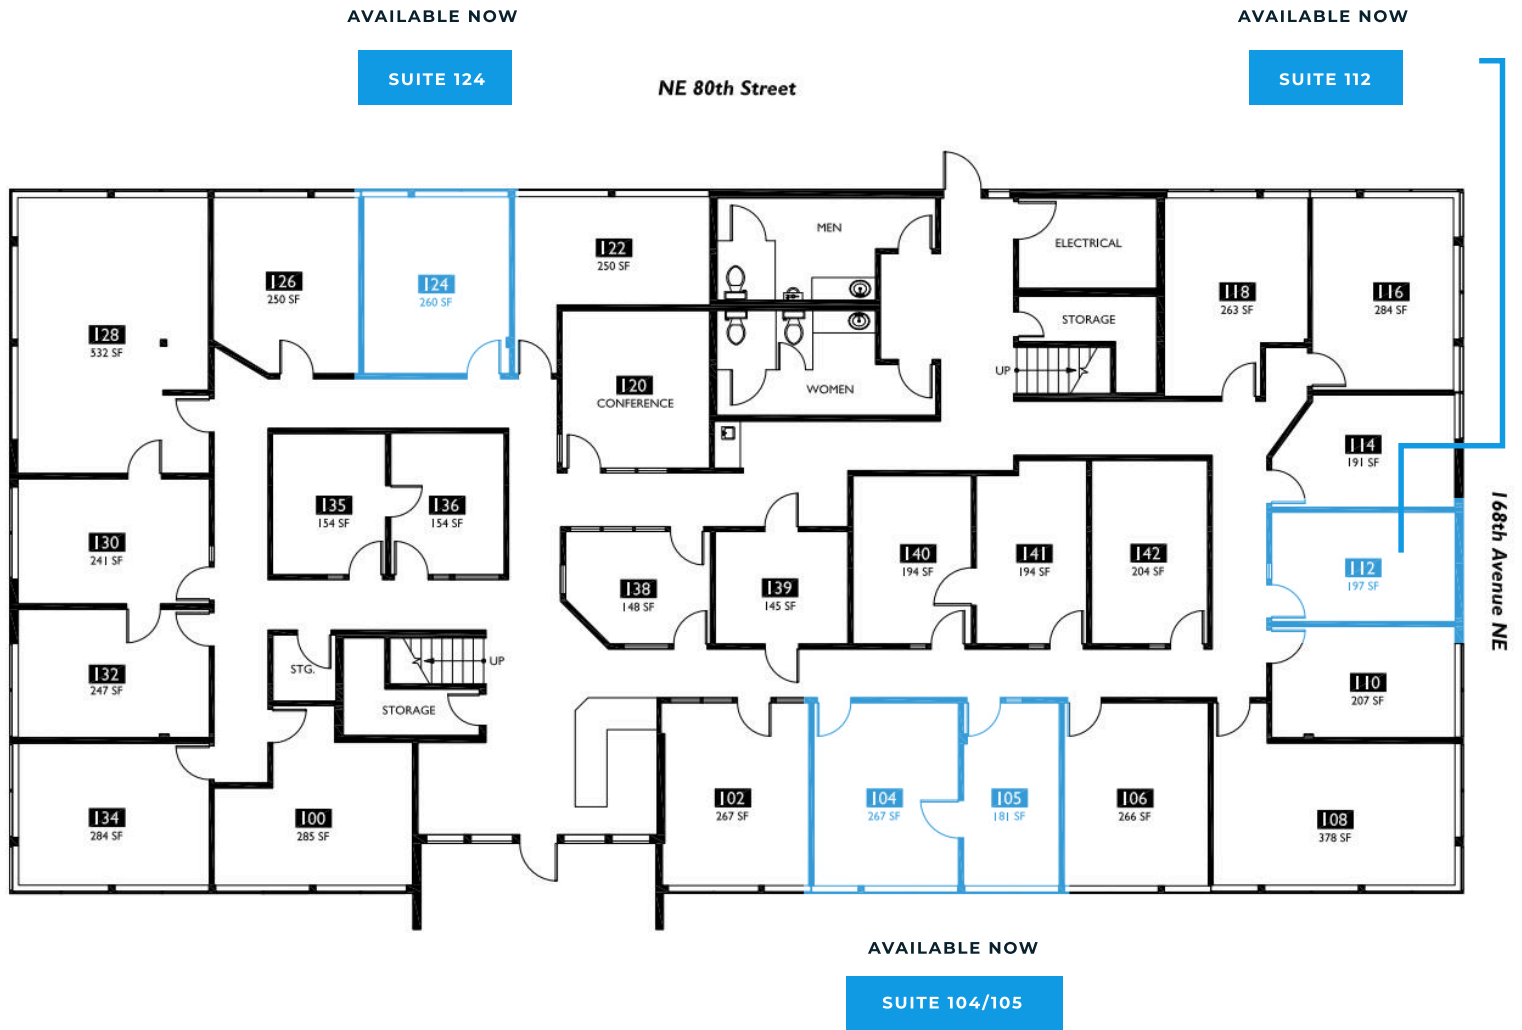 AVAILABLE NOW
SUITE 124
AVAILABLE NOW
SUITE 112
NE 80th Street
MEN
ELECTRICAL
122
250 SF
126
250 SF
124
260 SF
118
263 SF
116
284 SF
128
532 SF
STORAGE
UP
120
CONFERENCE
WOMEN
114
191 SF
135
154 SF
136
154 SF
168th Avenue NE
130
241 SF
140
194 SF
141
194 SF
142
204 SF
112
197 SF
138
148 SF
139
145 SF
132
247 SF
STG.
UP
STORAGE
110
207 SF
134
284 SF
100
285 SF
102
267 SF
104
267 SF
105
181 SF
106
266 SF
108
378 SF
AVAILABLE NOW
SUITE 104/105